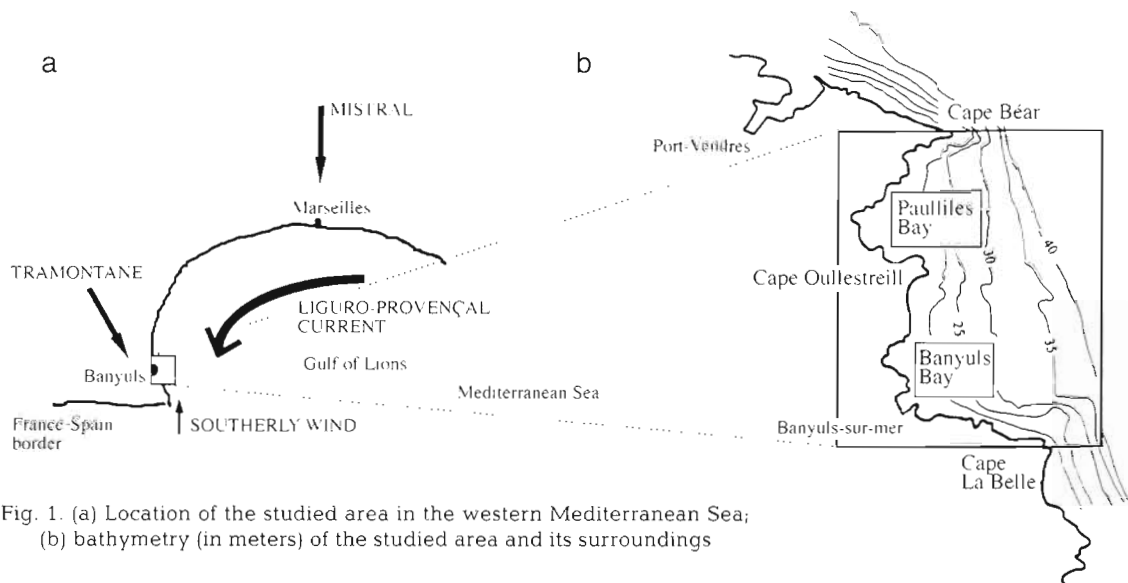 a
MISTRAL
Marseilles
TRAMONTANE
LIGURO-PROVENÇAL
CURRENT
Gulf of Lions
Banyuls
Mediterranean Sea
France-Spain
border
SOUTHERLY WIND
b
Cape Béar
Port-Vendres
Paulliles
Bay
40
30
Cape Oullestreill
25
35
Banyuls
Bay
Banyuls-sur-mer
Cape
La Belle
Fig. 1. (a) Location of the studied area in the western Mediterranean Sea;
(b) bathymetry (in meters) of the studied area and its surroundings